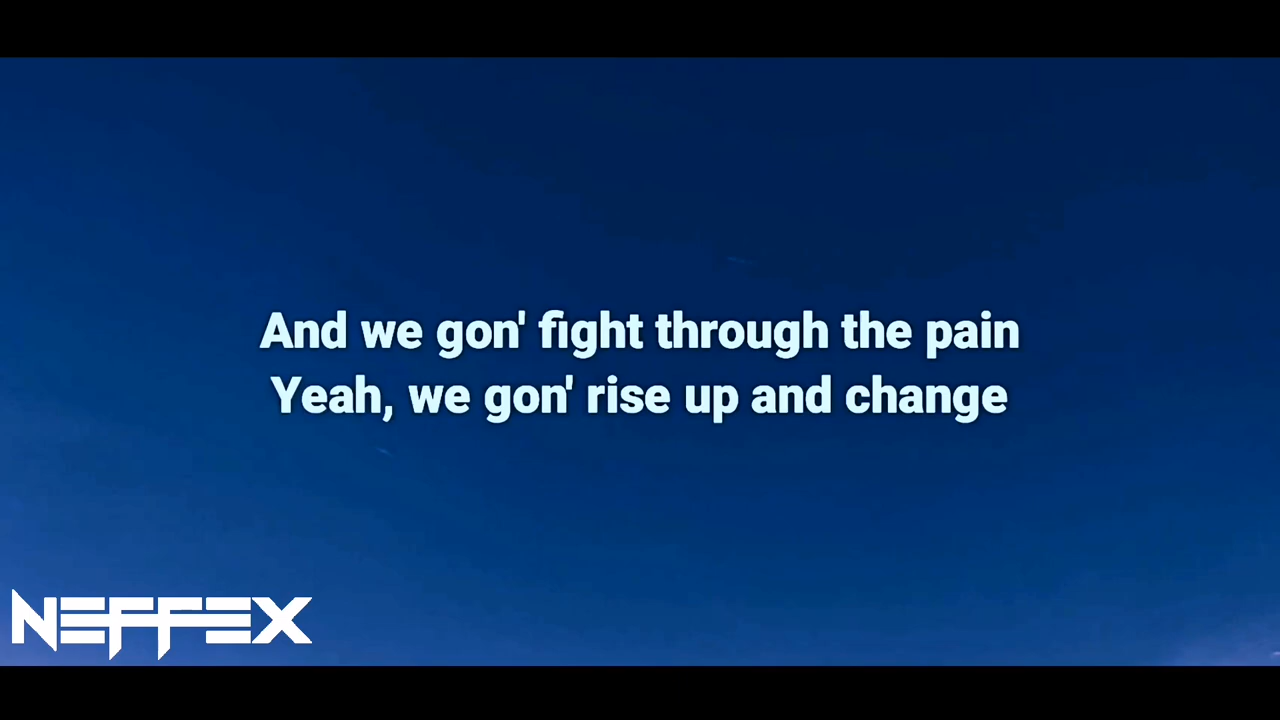 And we gon' fight through the pain
Yeah, we gon' rise up and change
NEFFEX